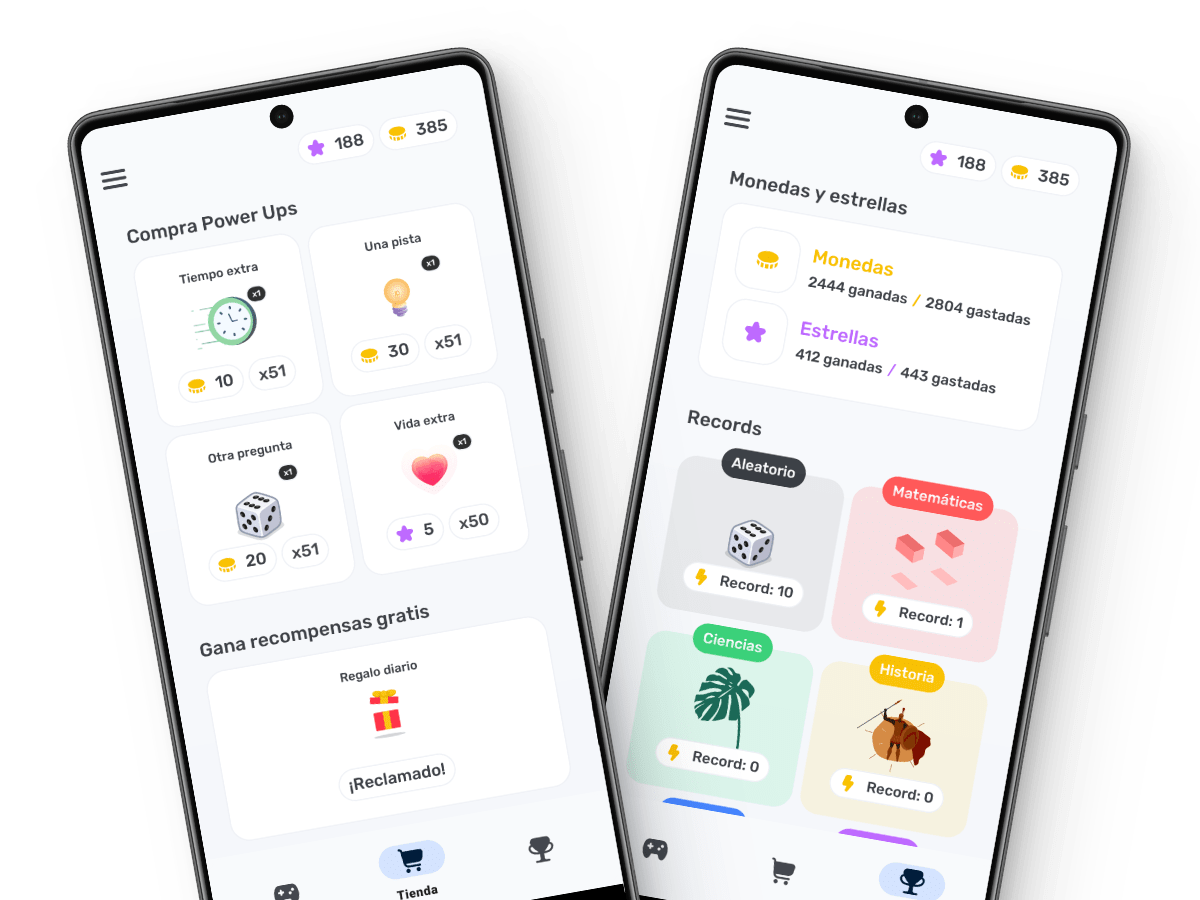 188
385
Compra Power Ups
Tiempo extra
x1
10
x51
Una pista
x1
30
x51
Otra pregunta
x1
20
x51
Vida extra
x1
5
x50
Gana recompensas gratis
Regalo diario
¡Reclamado!
Tienda
188
385
Monedas y estrellas
Monedas
2444 ganadas / 2804 gastadas
Estrellas
412 ganadas / 443 gastadas
Records
Aleatorio
Record: 10
Matemáticas
Record: 1
Ciencias
Record: 0
Historia
Record: 0